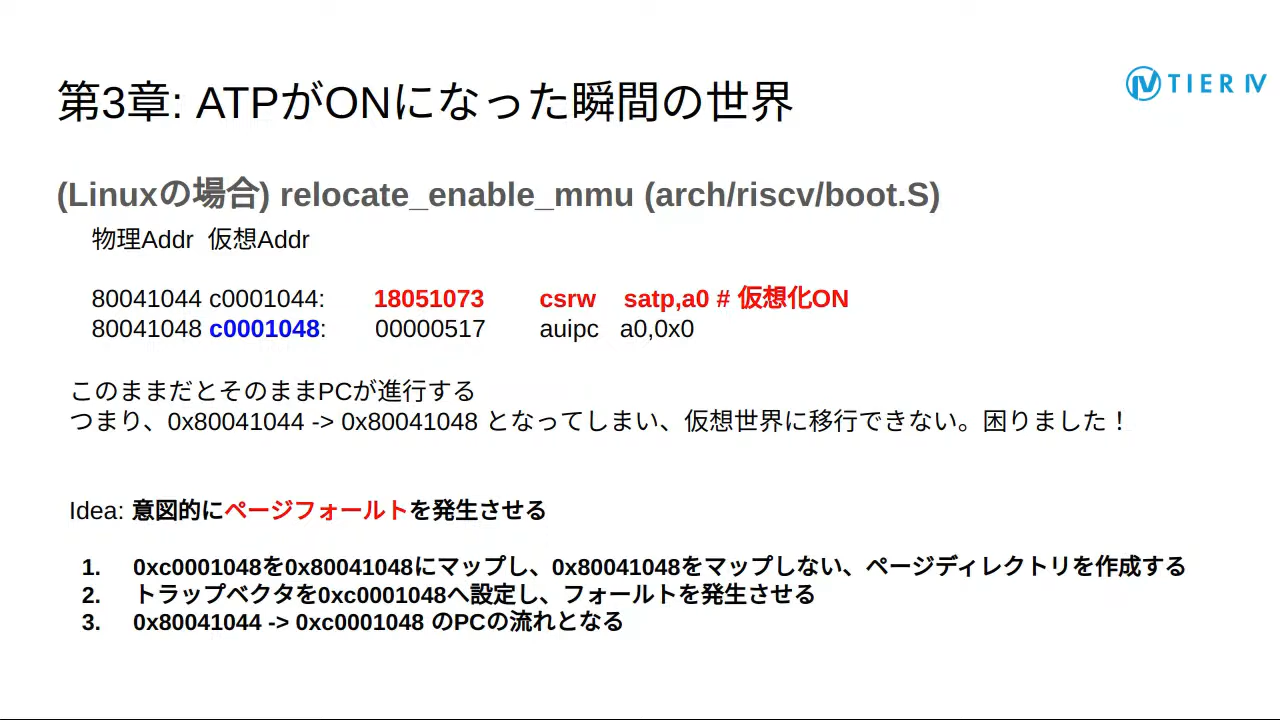 第3章: ATPがONになった瞬間の世界
TIER IV
(Linuxの場合) relocate_enable_mmu (arch/riscv/boot.S)
物理Addr 仮想Addr
80041044 c0001044: 18051073 csrw satp,a0 # 仮想化ON
80041048 c0001048: 00000517 auipc a0,0x0
このままだとそのままPCが進行する
つまり、0x80041044 -> 0x80041048 となってしまい、仮想世界に移行できない。困りました！
Idea: 意図的にページフォールトを発生させる
1. 0xc0001048を0x80041048にマップし、0x80041048をマップしない、ページディレクトリを作成する
2. トラップベクタを0xc0001048へ設定し、フォールトを発生させる
3. 0x80041044 -> 0xc0001048 のPCの流れとなる